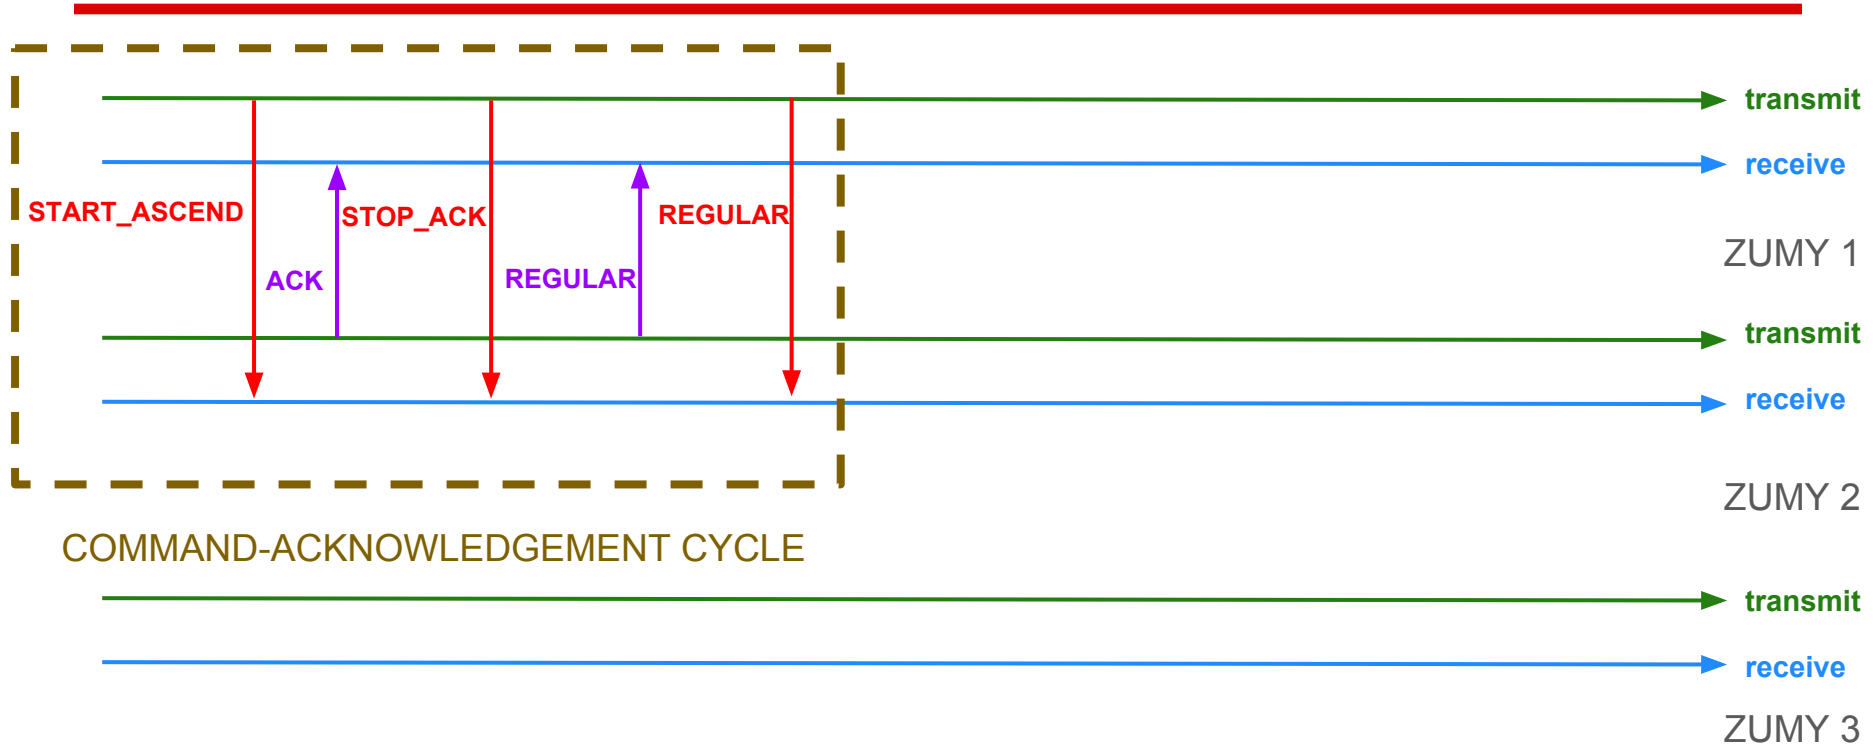 transmit
receive
START_ASCEND
STOP_ACK
REGULAR
ZUMY 1
ACK
REGULAR
transmit
receive
ZUMY 2
COMMAND-ACKNOWLEDGEMENT CYCLE
transmit
receive
ZUMY 3